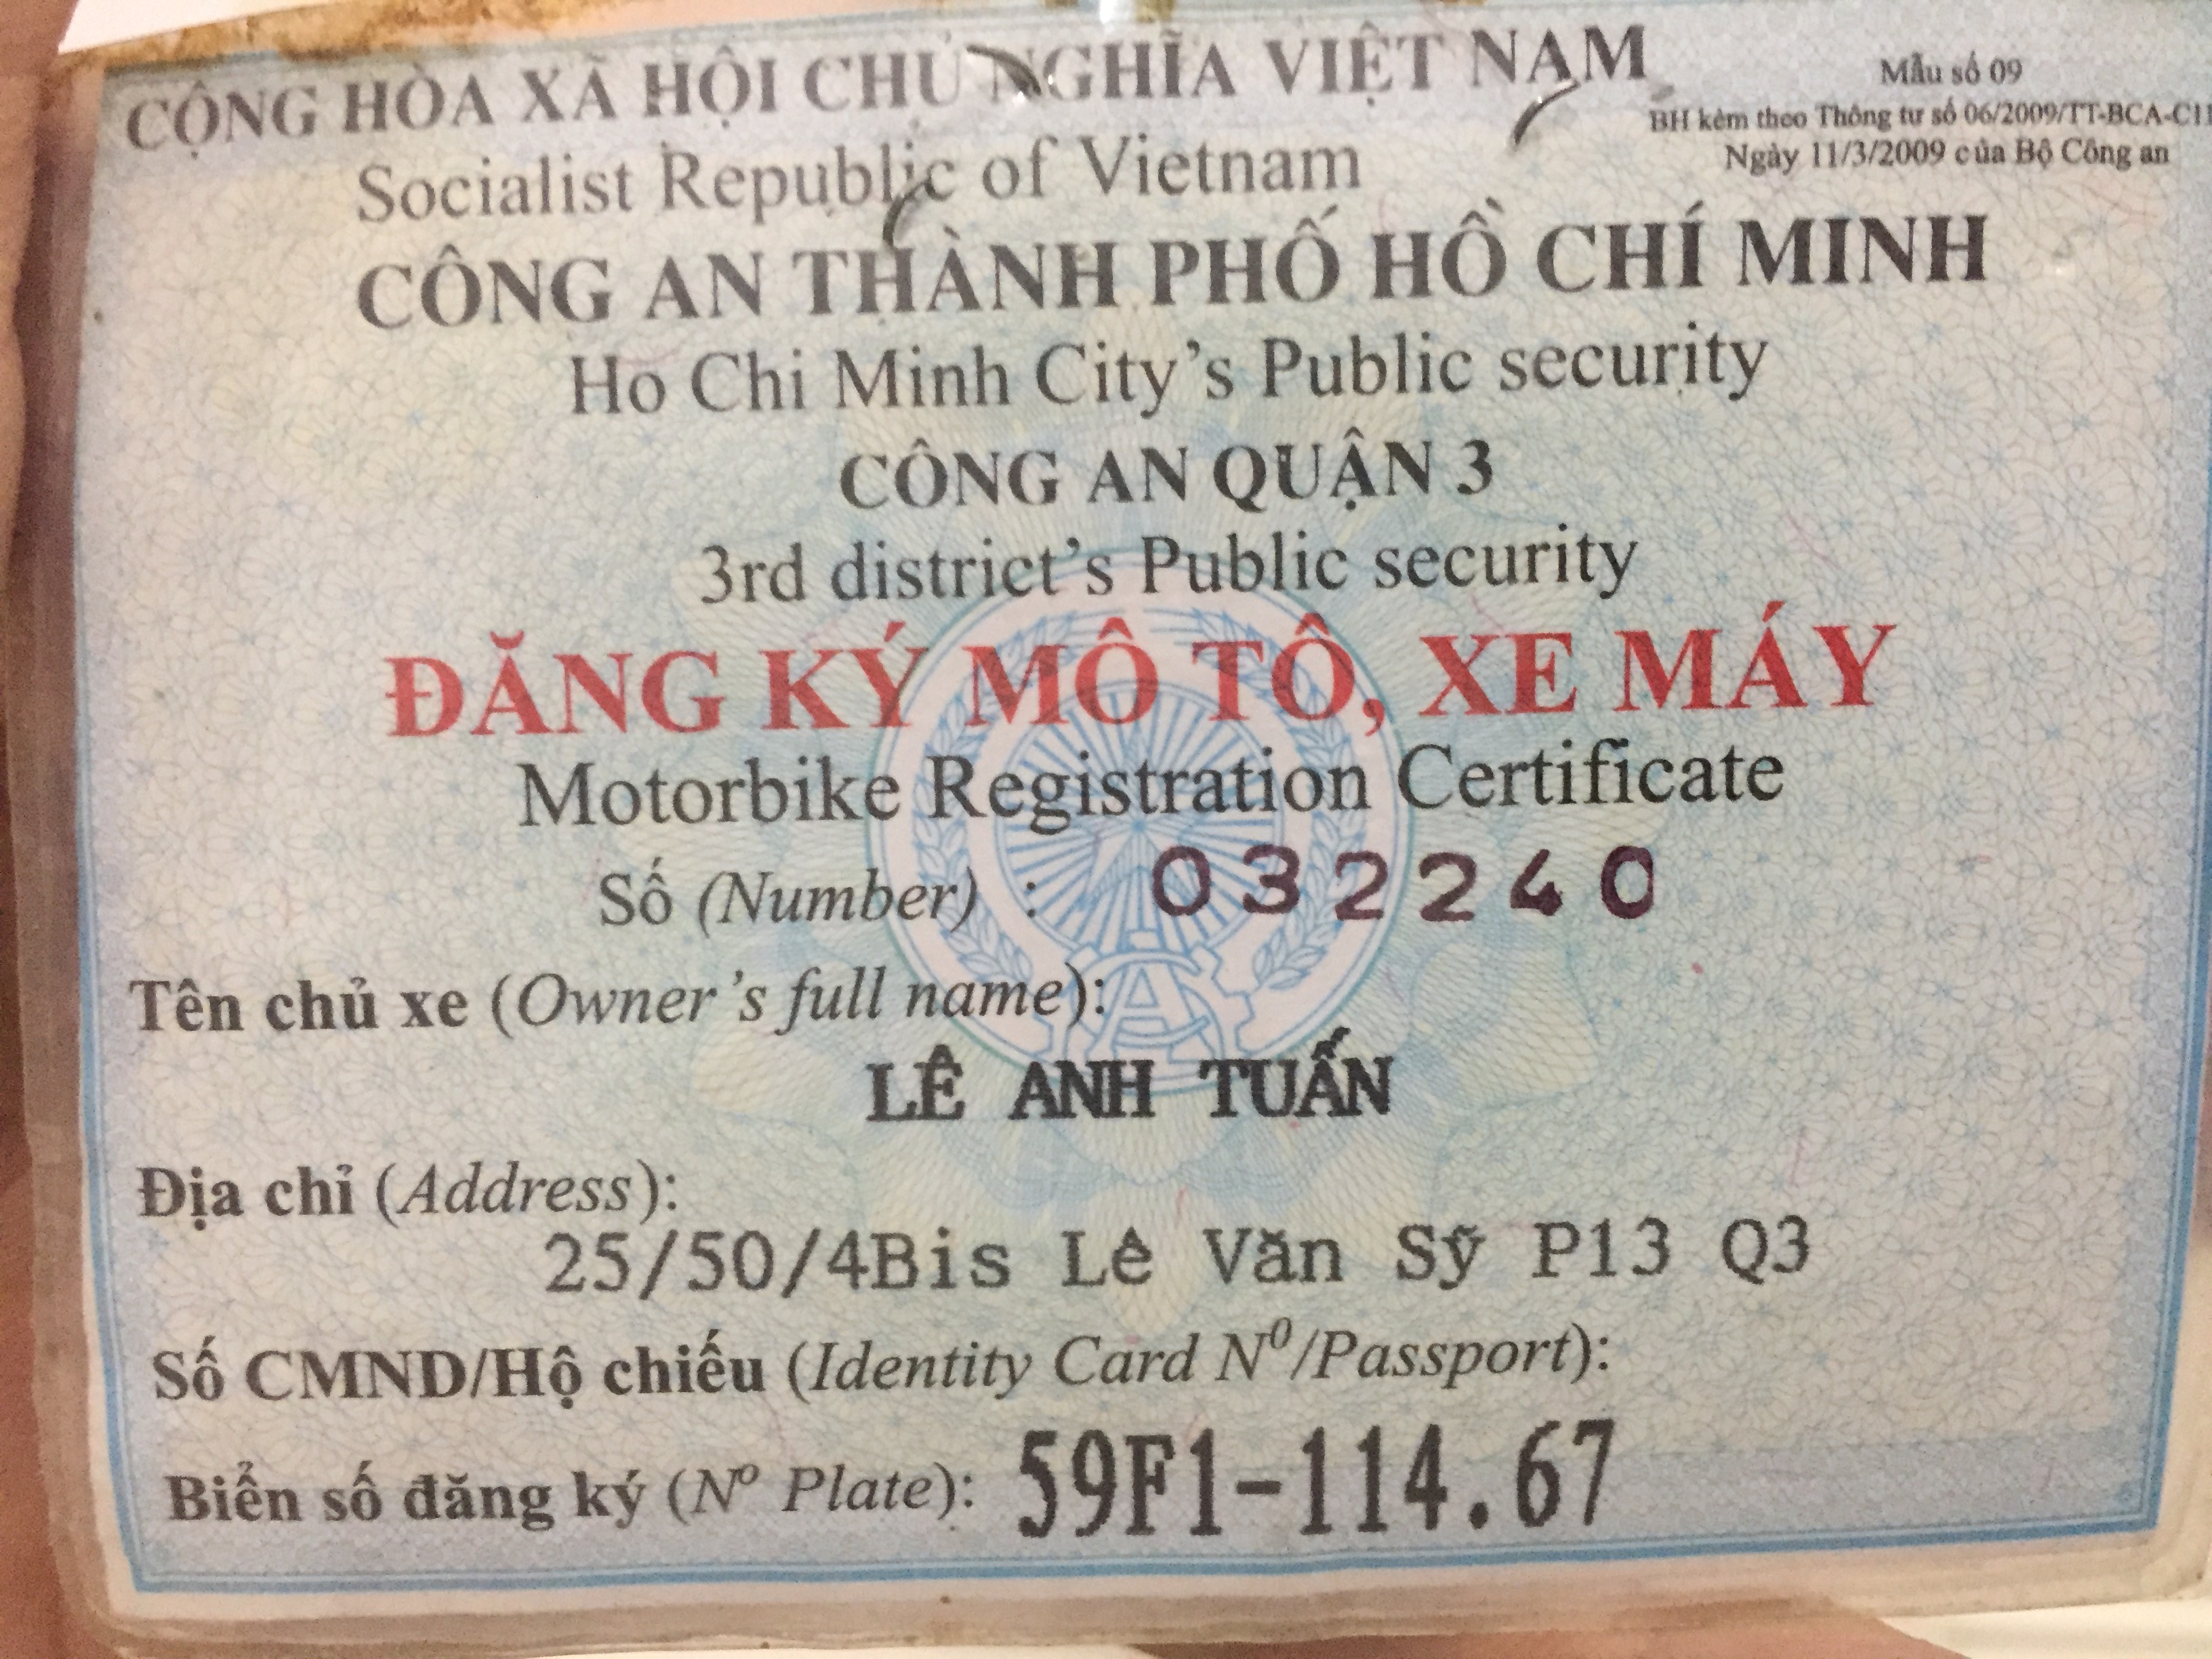 CỘNG HÒA XÃ HỘI CHỦ NGHĨA VIỆT NAM
Socialist Republic of Vietnam
Mẫu số 09
BH kèm theo Thông tư số 06/2009/TT-BCA-C11
Ngày 11/3/2009 của Bộ Công an
CÔNG AN THÀNH PHỐ HỒ CHÍ MINH
Ho Chi Minh City's Public security
CÔNG AN QUẬN 3
3rd district's Public security
ĐĂNG KÝ MÔ TÔ, XE MÁY
Motorbike Registration Certificate
Số (Number) : 032240
Tên chủ xe (Owner's full name):
LÊ ANH TUẤN
Địa chỉ (Address):
25/50/4Bis Lê Văn Sỹ P13 Q3
Số CMND/Hộ chiếu (Identity Card N⁰/Passport):
Biển số đăng ký (Nº Plate): 59F1-114.67